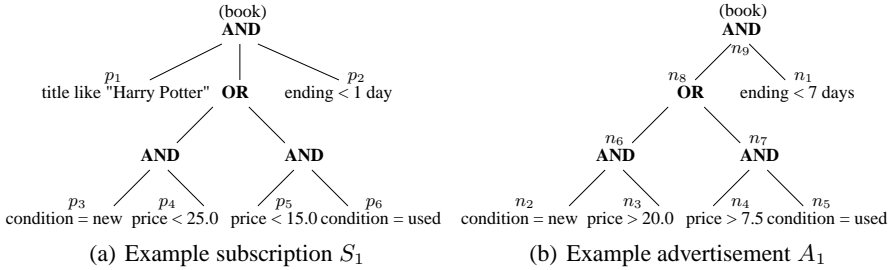 (book) (book)
AND AND
n9
p1 p2 n8 n1
title like "Harry Potter" OR ending < 1 day OR ending < 7 days
n6 n7
AND AND AND AND
p3 p4 p5 p6 n2 n3 n4 n5
condition = new price < 25.0 price < 15.0 condition = used condition = new price > 20.0 price > 7.5 condition = used
(a) Example subscription S1 (b) Example advertisement A1